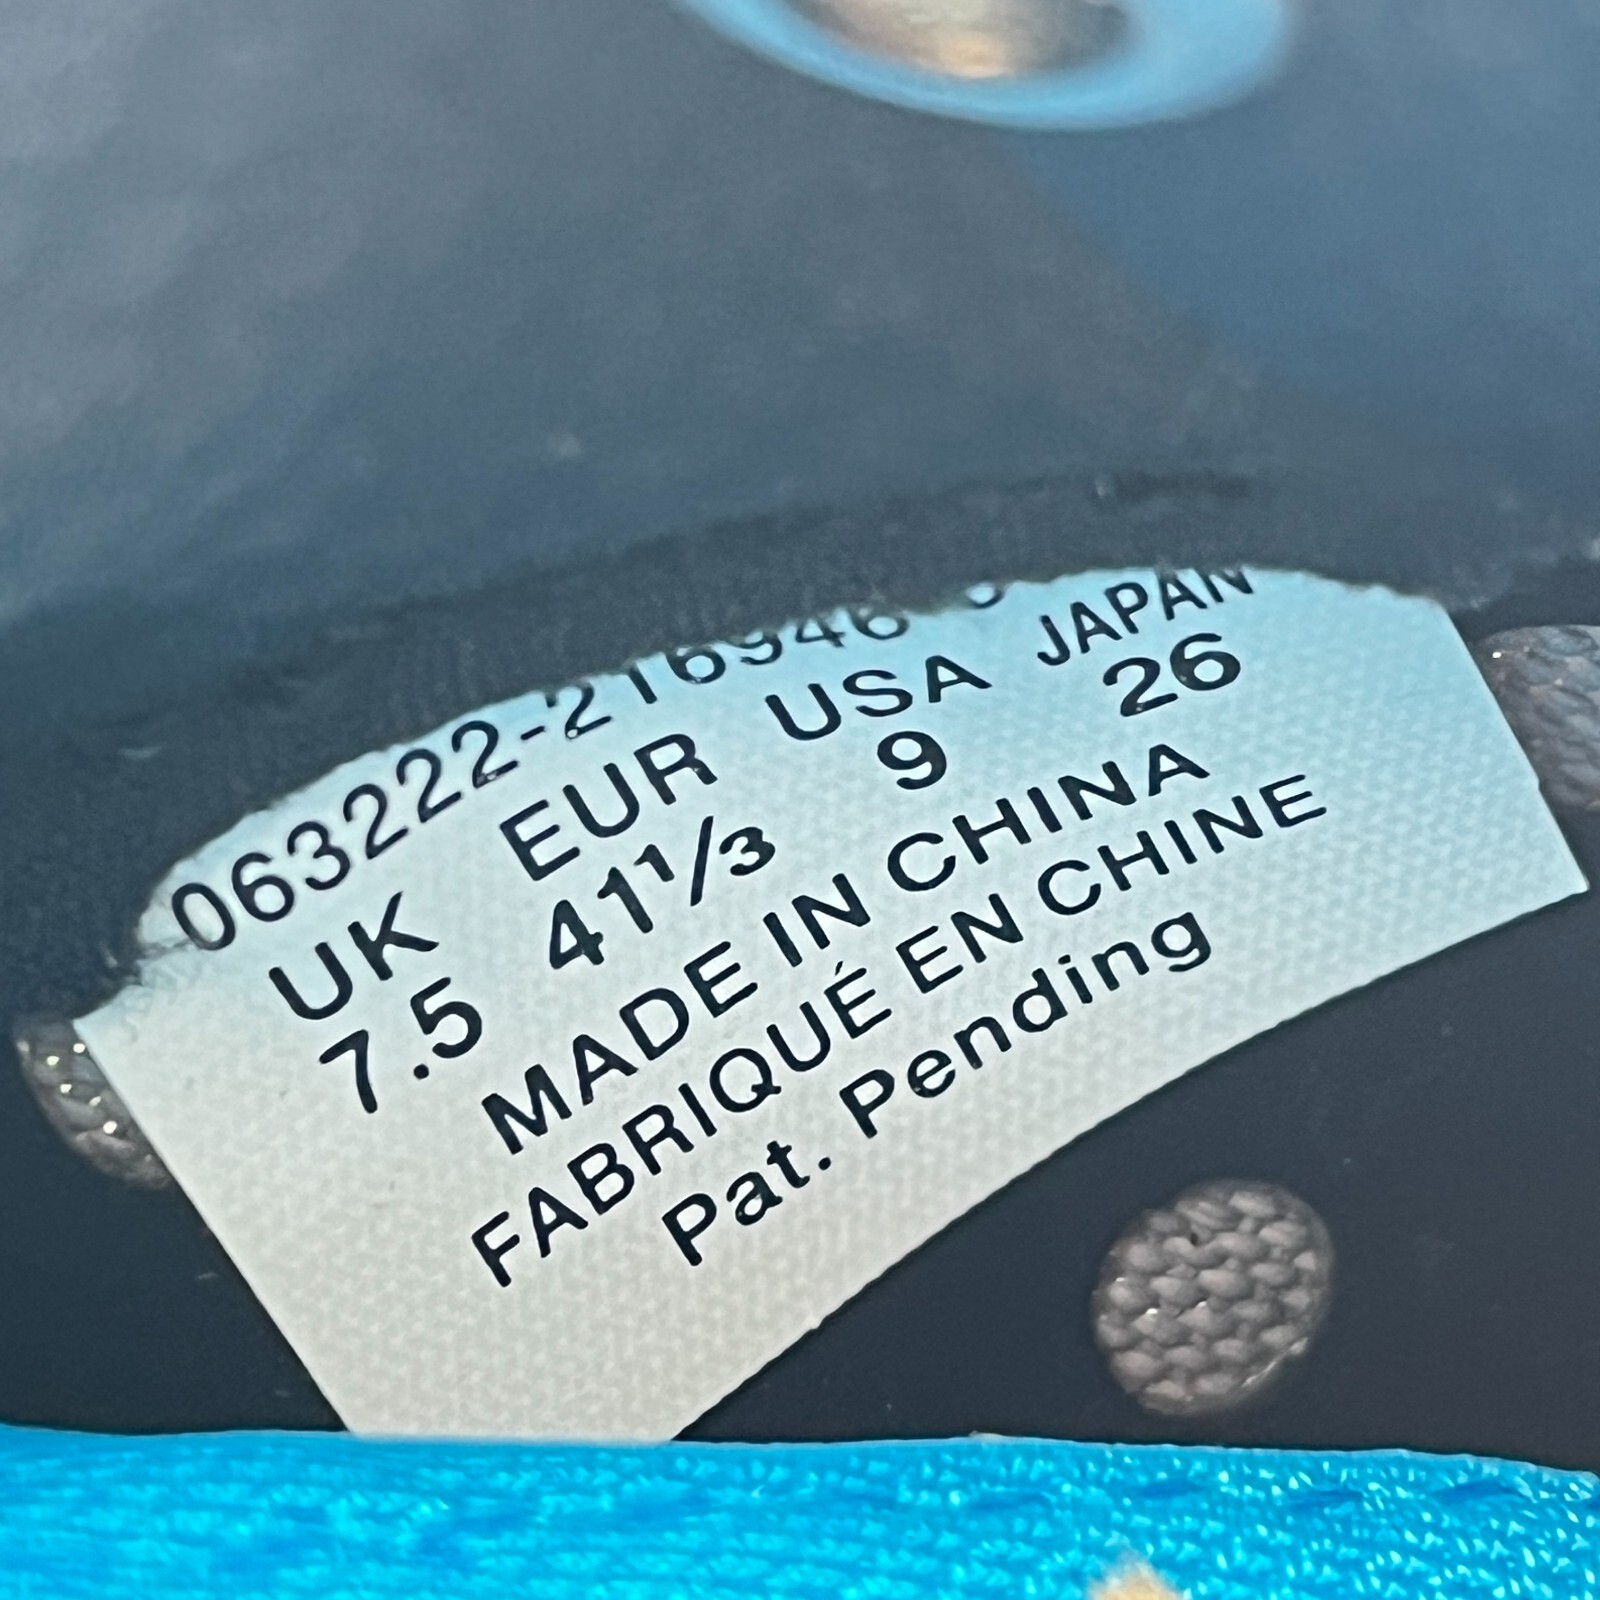 063222-216946
UK EUR USA JAPAN
7.5 41⅓ 9 26
MADE IN CHINA
FABRIQUÉ EN CHINE
Pat. Pending